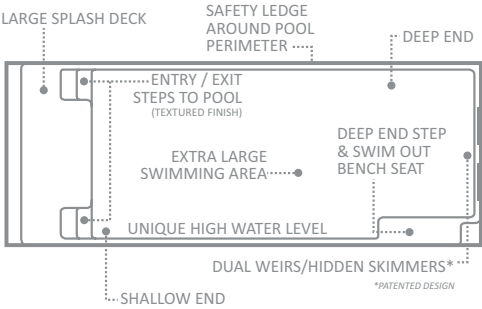 LARGE SPLASH DECK
SAFETY LEDGE
AROUND POOL
PERIMETER
DEEP END
ENTRY / EXIT
STEPS TO POOL
(TEXTURED FINISH)
DEEP END STEP
& SWIM OUT
BENCH SEAT
EXTRA LARGE
SWIMMING AREA
UNIQUE HIGH WATER LEVEL
DUAL WEIRS/HIDDEN SKIMMERS*
*PATENTED DESIGN
SHALLOW END